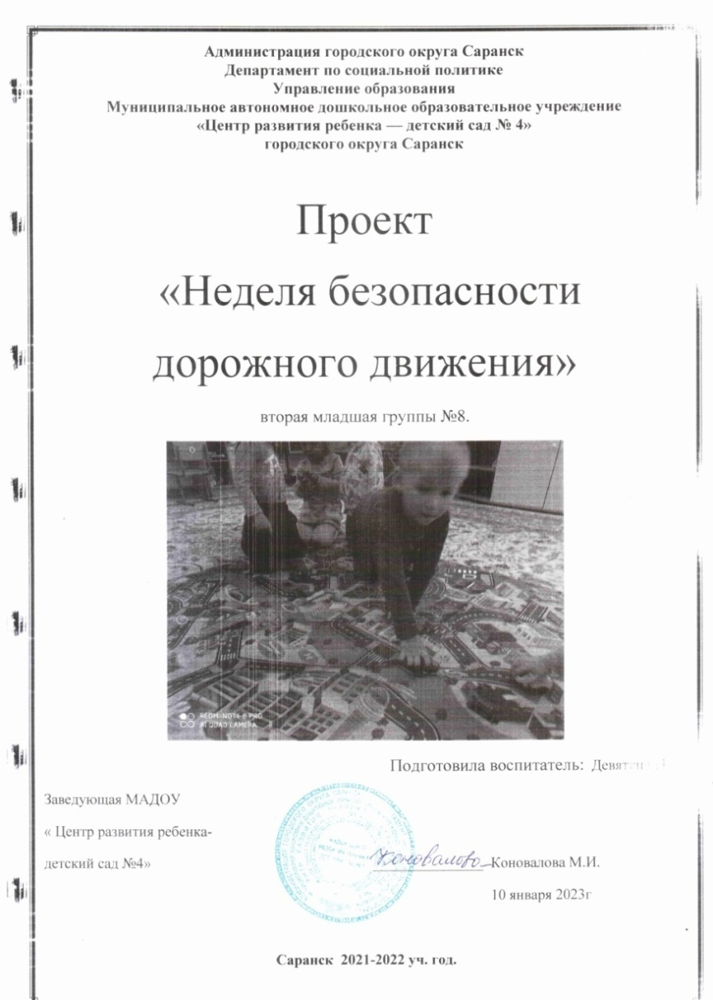 Администрация городского округа Саранск
Департамент по социальной политике
Управление образования
Муниципальное автономное дошкольное образовательное учреждение
«Центр развития ребенка — детский сад № 4»
городского округа Саранск
Проект
«Неделя безопасности
дорожного движения»
вторая младшая группы №8.
REDMI NOTE 8 PRO
AI QUAD CAMERA
Подготовила воспитатель:
Заведующая МАДОУ
« Центр развития ребенка-
детский сад №4»
Коновалова
Коновалова М.И.
10 января 2023г
Саранск 2021-2022 уч. год.